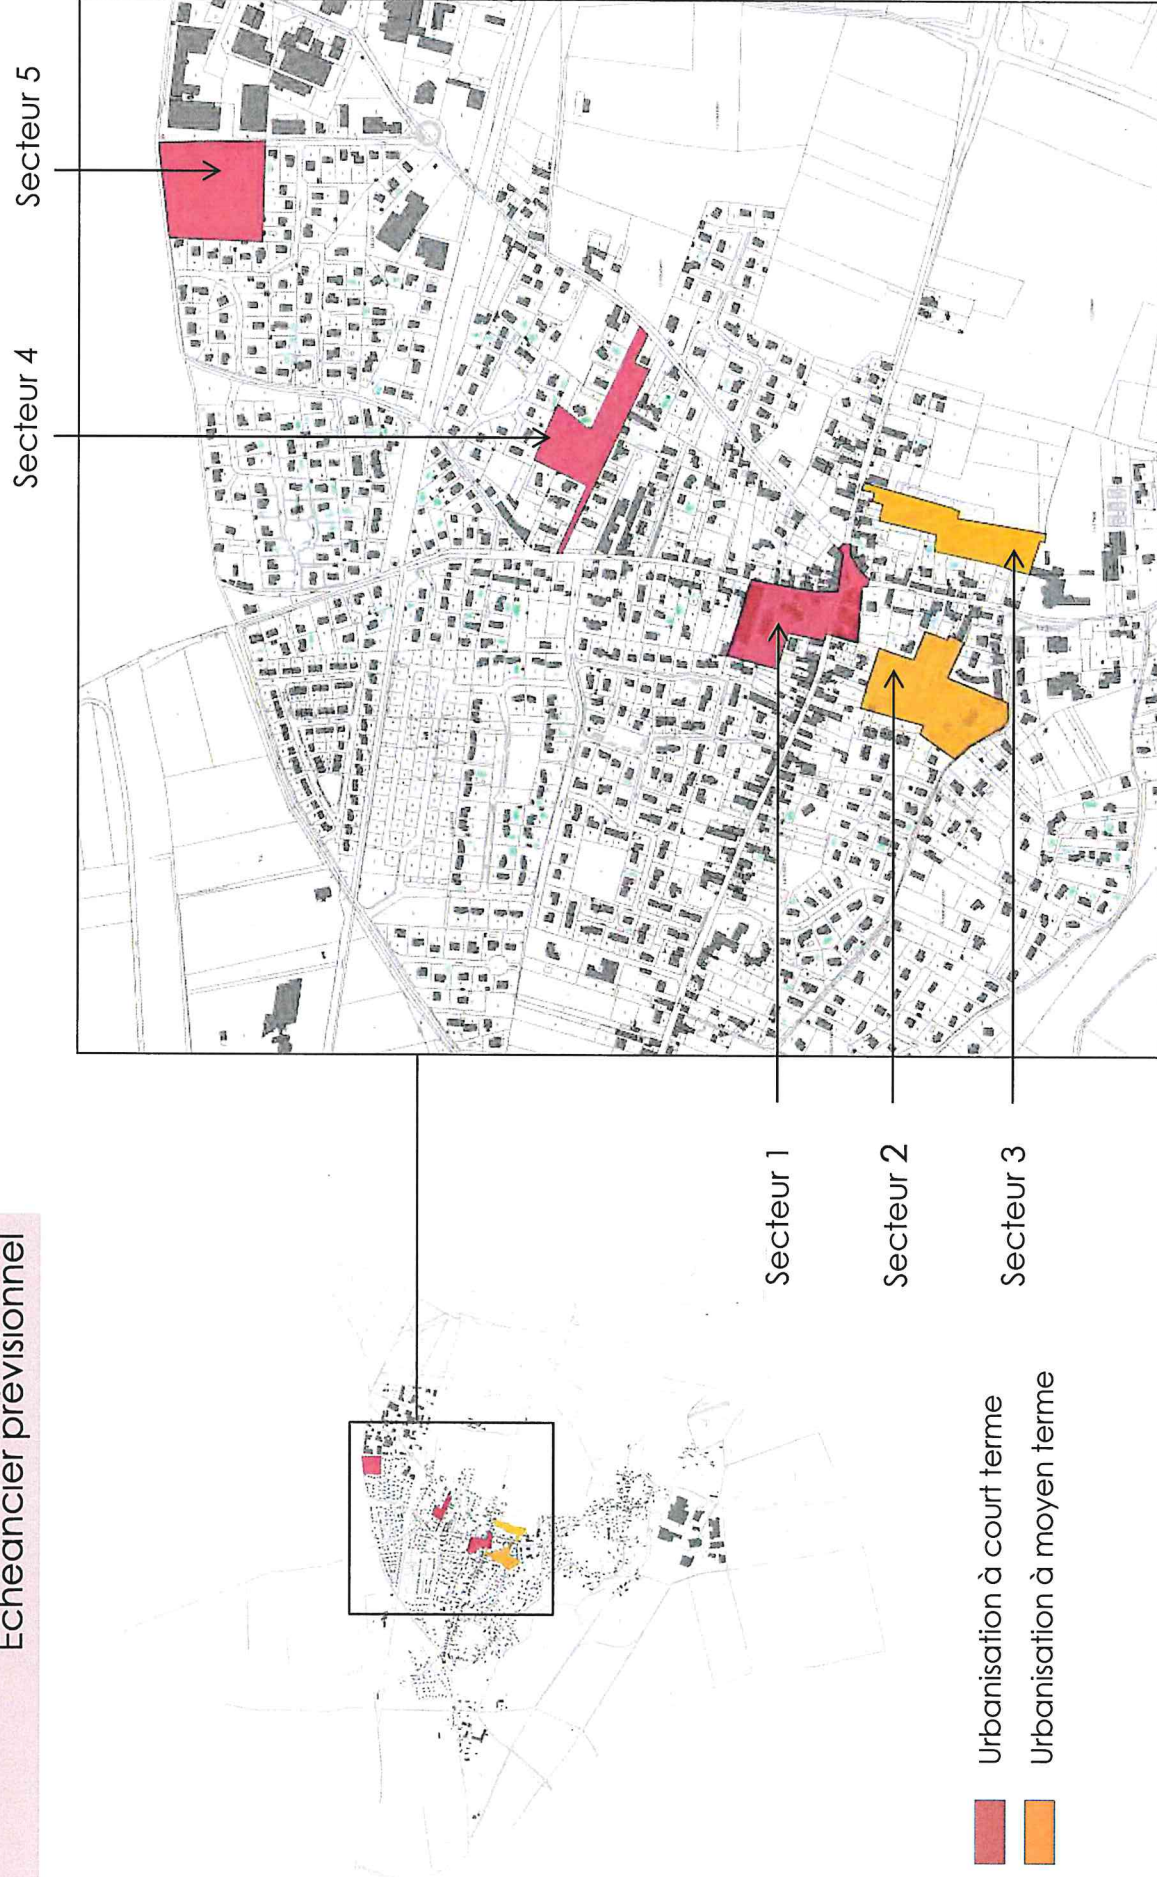 Echéancier prévisionnel
Secteur 4
Secteur 5
Secteur 1
Secteur 2
Secteur 3
Urbanisation à court terme
Urbanisation à moyen terme